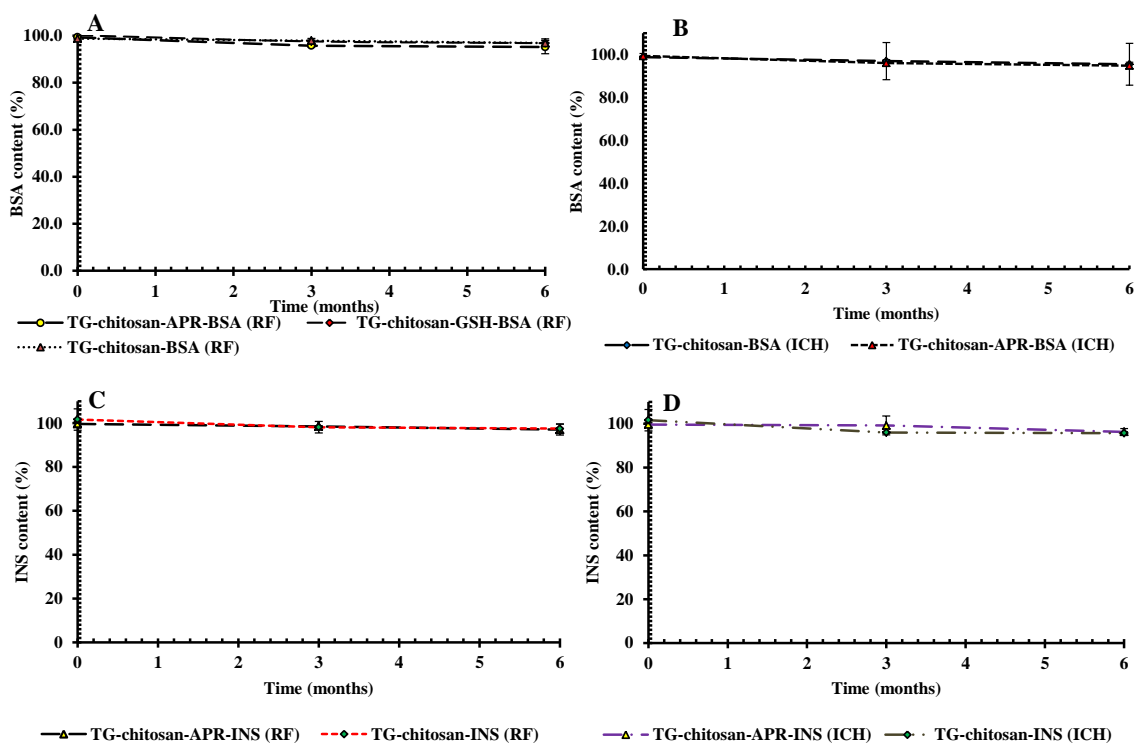 A
100.0
80.0
60.0
40.0
20.0
0.0
BSA content (%)
0 1 2 3 4 5 6
Time (months)
TG-chitosan-APR-BSA (RF) TG-chitosan-GSH-BSA (RF)
TG-chitosan-BSA (RF)
B
100.0
80.0
60.0
40.0
20.0
0.0
BSA content (%)
0 1 2 3 4 5 6
Time (months)
TG-chitosan-BSA (ICH) TG-chitosan-APR-BSA (ICH)
C
100
80
60
40
20
0
INS content (%)
0 3 6
Time (months)
TG-chitosan-APR-INS (RF) TG-chitosan-INS (RF)
D
100
80
60
40
20
0
INS content (%)
0 1 2 3 4 5 6
Time (months)
TG-chitosan-APR-INS (ICH) TG-chitosan-INS (ICH)